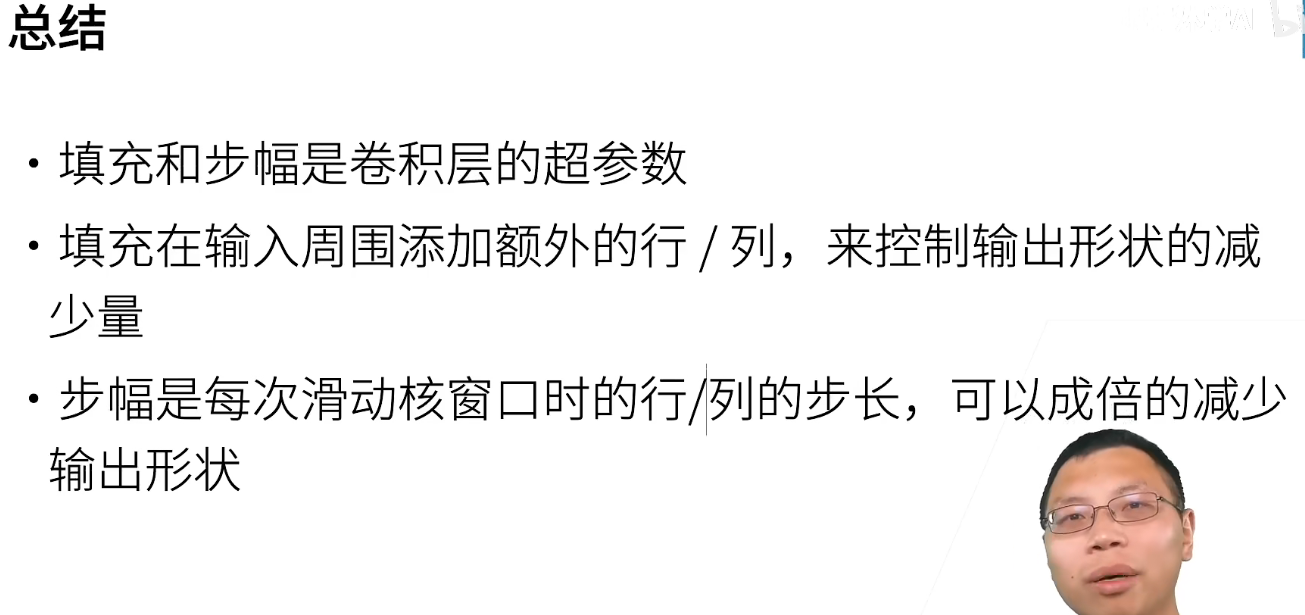 总结
• 填充和步幅是卷积层的超参数
• 填充在输入周围添加额外的行 / 列，来控制输出形状的减
少量
• 步幅是每次滑动核窗口时的行/列的步长，可以成倍的减少
输出形状